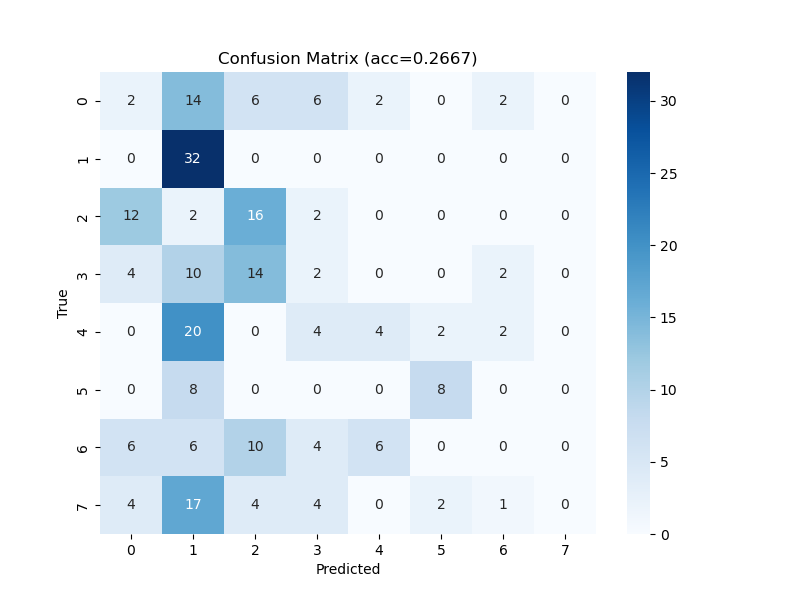 Confusion Matrix (acc=0.2667)
0 2 14 6 6 2 0 2 0
1 0 32 0 0 0 0 0 0
2 12 2 16 2 0 0 0 0
3 4 10 14 2 0 0 2 0
4 0 20 0 4 4 2 2 0
5 0 8 0 0 0 8 0 0
6 6 6 10 4 6 0 0 0
7 4 17 4 4 0 2 1 0
0 1 2 3 4 5 6 7
Predicted
True
30
25
20
15
10
5
0